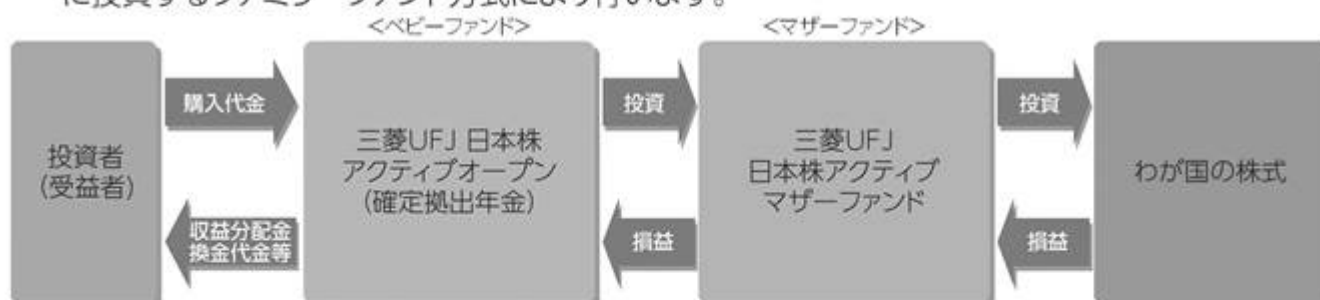 に投資するファミリーファンド方式により行います。
<ベビーファンド>
<マザーファンド>
投資者
(受益者)
購入代金
収益分配金
換金代金等
三菱UFJ 日本株
アクティブオープン
(確定拠出年金)
投資
損益
三菱UFJ
日本株アクティブ
マザーファンド
投資
損益
わが国の株式